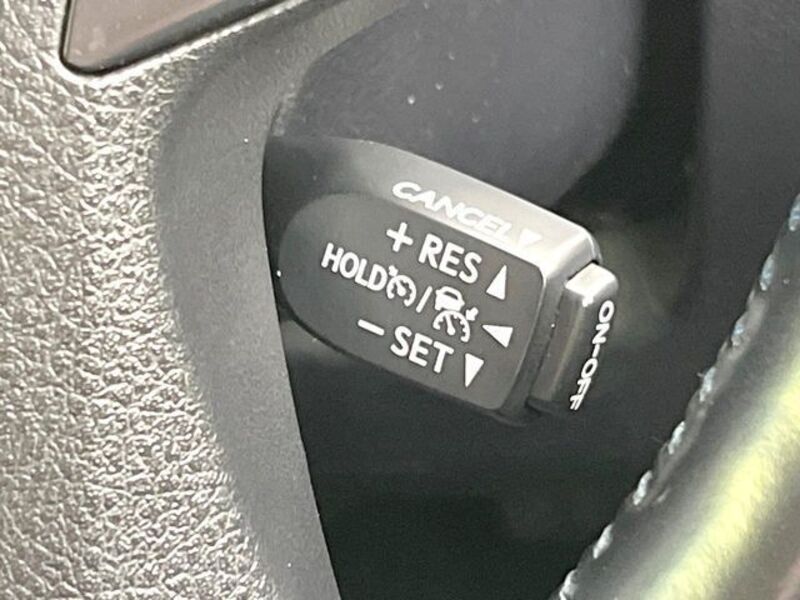 CANCEL
+ RES
HOLD /
− SET
ON-OFF